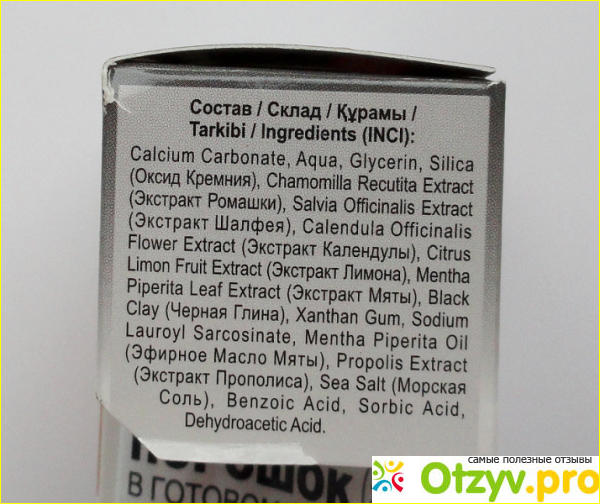 Состав / Склад / Құрамы /
Tarkibi / Ingredients (INCI):
Calcium Carbonate, Aqua, Glycerin, Silica
(Оксид Кремния), Chamomilla Recutita Extract
(Экстракт Ромашки), Salvia Officinalis Extract
(Экстракт Шалфея), Calendula Officinalis
Flower Extract (Экстракт Календулы), Citrus
Limon Fruit Extract (Экстракт Лимона), Mentha
Piperita Leaf Extract (Экстракт Мяты), Black
Clay (Черная Глина), Xanthan Gum, Sodium
Lauroyl Sarcosinate, Mentha Piperita Oil
(Эфирное Масло Мяты), Propolis Extract
(Экстракт Прополиса), Sea Salt (Морская
Соль), Benzoic Acid, Sorbic Acid,
Dehydroacetic Acid.
ПОРОШОК
В ГОТОВОМ
самые полезные отзывы
Otzyv.pro